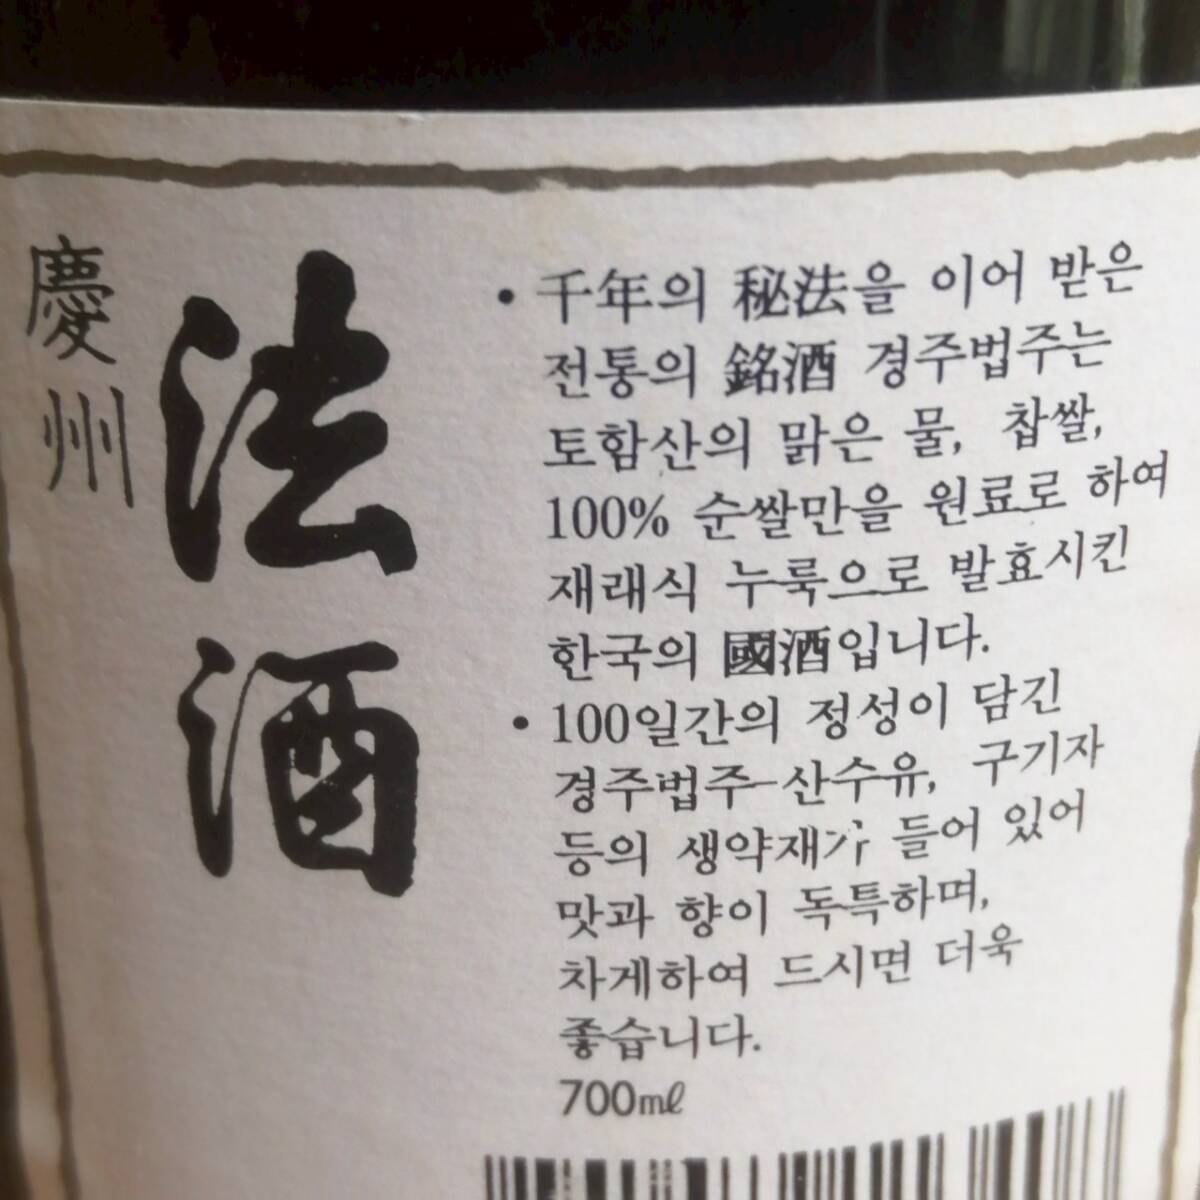 慶州
法酒
• 千年의 秘法을 이어 받은
전통의 銘酒 경주법주는
토함산의 맑은 물, 찹쌀,
100% 순쌀만을 원료로 하여
재래식 누룩으로 발효시킨
한국의 國酒입니다.
• 100일간의 정성이 담긴
경주법주-산수유, 구기자
등의 생약재가 들어 있어
맛과 향이 독특하며,
차게하여 드시면 더욱
좋습니다.
700㎖